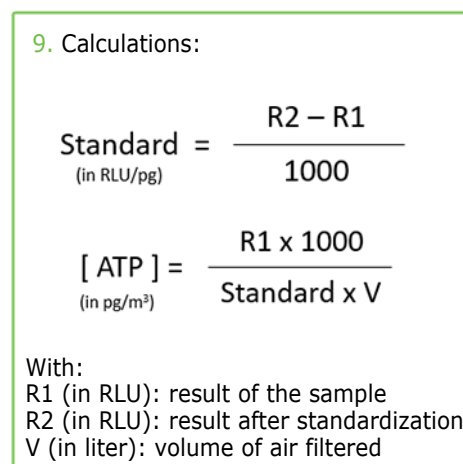 9. Calculations:
R2 – R1
Standard =
(in RLU/pg)
1000
R1 x 1000
[ ATP ] =
(in pg/m³)
Standard x V
With:
R1 (in RLU): result of the sample
R2 (in RLU): result after standardization
V (in liter): volume of air filtered